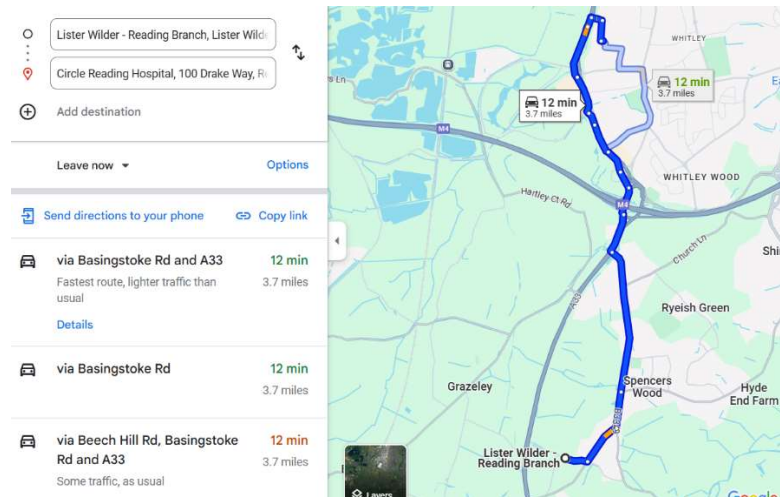 Lister Wilder - Reading Branch, Lister Wilde
Circle Reading Hospital, 100 Drake Way, R
Add destination
Leave now
Options
Send directions to your phone
Copy link
via Basingstoke Rd and A33
12 min
Fastest route, lighter traffic than
3.7 miles
usual
Details
via Basingstoke Rd
12 min
3.7 miles
via Beech Hill Rd, Basingstoke
12 min
Rd and A33
3.7 miles
Some traffic, as usual
WHITLEY
12 min
3.7 miles
12 min
3.7 miles
M4
WHITLEY WOOD
Hartley Ct Rd
M4
Church Ln
Shi
A33
Ryeish Green
Grazeley
Spencers
Wood
Hyde
End Farm
Lister Wilder -
Reading Branch
Layers
Google